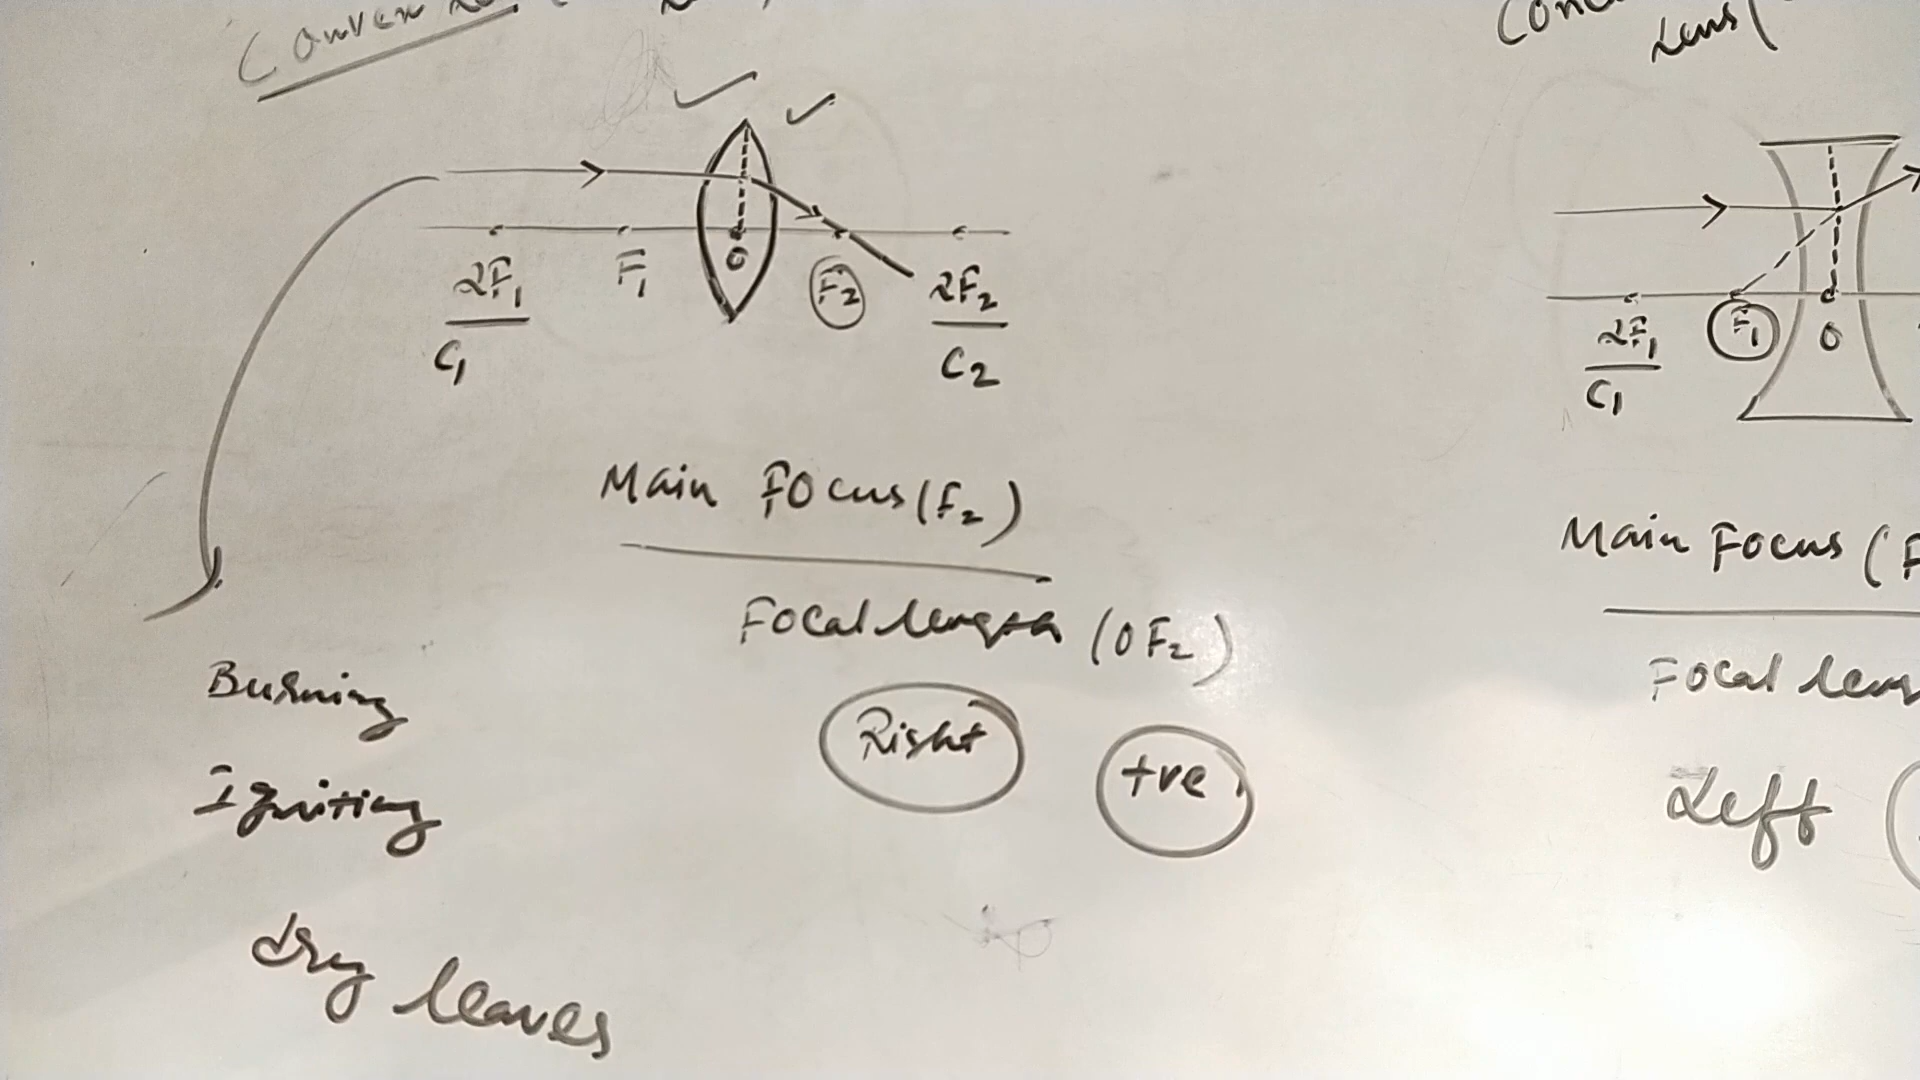 Convex
Lens (
2F₁
C₁
F₁
O
F₂
2F₂
C₂
Main Focus (F₂)
Focal length (OF₂)
Right
+ve
Burning
Igniting
dry leaves
2F₁
C₁
F₁
O
Main Focus (F
Focal leng
Left